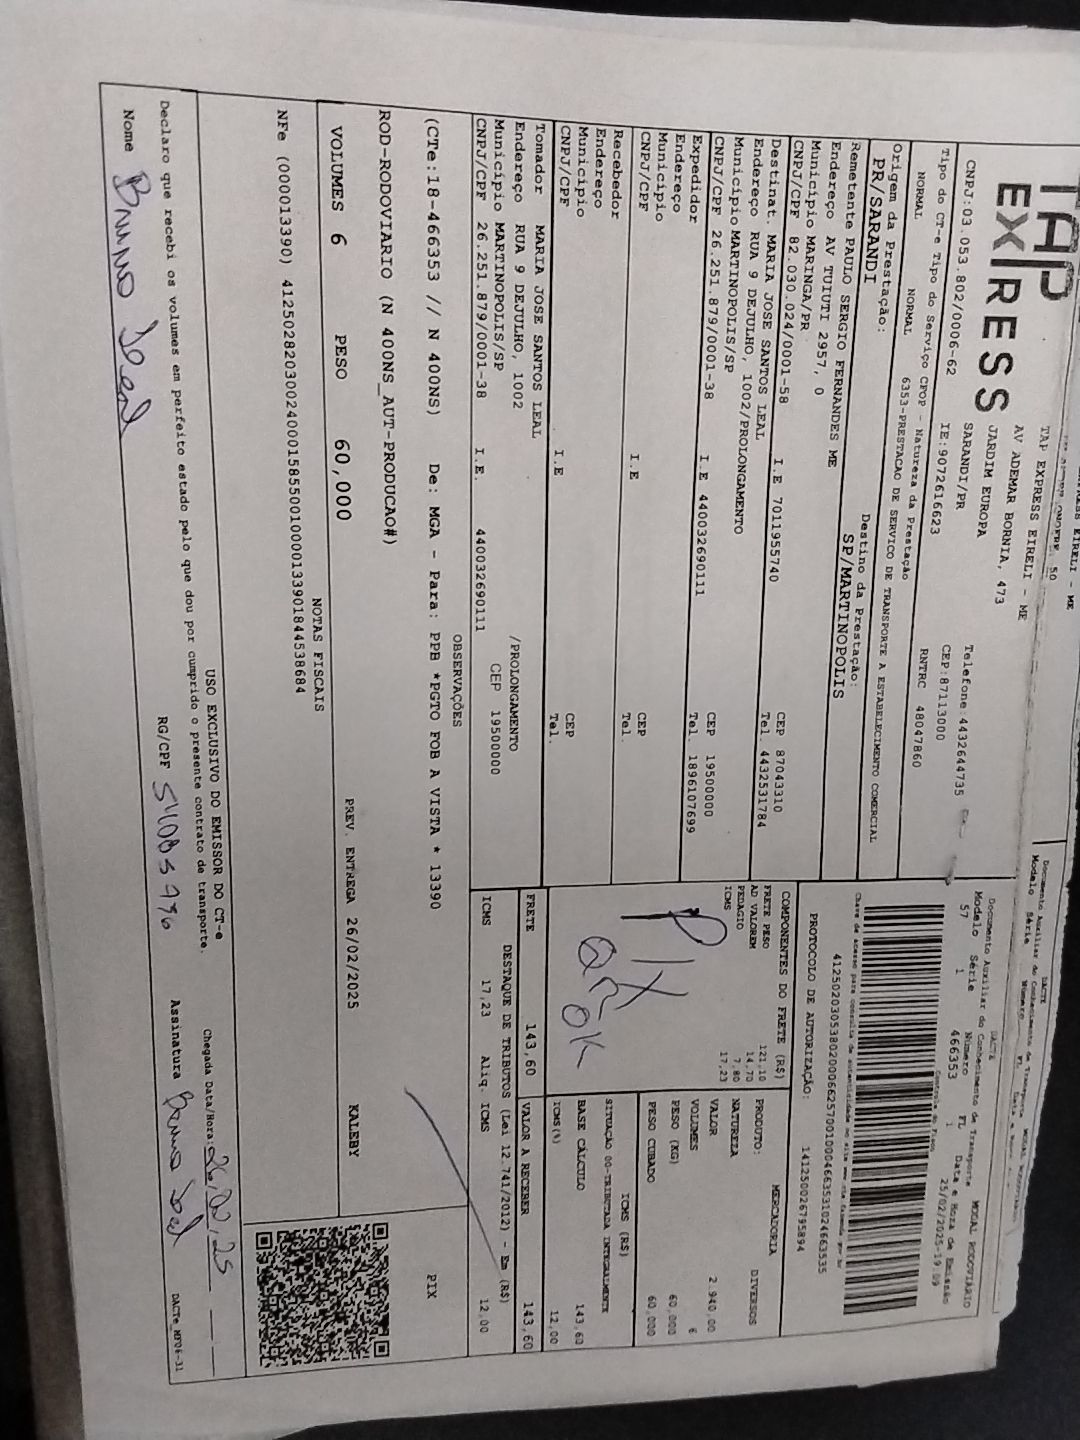 TAP EXPRESS
TAP EXPRESS EIRELI - ME
AV ADEMAR BORNIA, 473
JARDIM EUROPA
SARANDI/PR
CNPJ:03.053.802/0006-62
IE:9072616623
Telefone:4432644735
CEP:87113000
RNTRC 48047860
DACTE
Documento Auxiliar do Conhecimento de Transporte
MODAL RODOVIÁRIO
Modelo Série Número FL Data e Hora de Emissão
57 1 466353 1 25/02/2025-19:09
Controle do Fisco
Tipo do CT-e Tipo do Serviço CFOP - Natureza da Prestação
NORMAL NORMAL 6353-PRESTACAO DE SERVICO DE TRANSPORTE A ESTABELECIMENTO COMERCIAL
Origem da Prestação:
PR/SARANDI
Destino da Prestação:
SP/MARTINOPOLIS
41250203053802000662570010004663531024663535
PROTOCOLO DE AUTORIZAÇÃO: 141250026795894
Remetente PAULO SERGIO FERNANDES ME
Endereço AV TUIUTI 2957, 0
Município MARINGA/PR CEP 87043310
CNPJ/CPF 82.030.024/0001-58 I.E 7011955740 Tel. 4432531784
Destinat. MARIA JOSE SANTOS LEAL
Endereço RUA 9 DEJULHO, 1002/PROLONGAMENTO
Município MARTINOPOLIS/SP CEP 19500000
CNPJ/CPF 26.251.879/0001-38 I.E 440032690111 Tel. 1896107699
Expedidor
Endereço
Município CEP
CNPJ/CPF I.E Tel.
Recebedor
Endereço
Município CEP
CNPJ/CPF I.E Tel.
Tomador MARIA JOSE SANTOS LEAL
Endereço RUA 9 DEJULHO, 1002 /PROLONGAMENTO
Município MARTINOPOLIS/SP CEP 19500000
CNPJ/CPF 26.251.879/0001-38 I.E. 440032690111
COMPONENTES DO FRETE (R$)
FRETE PESO 121,10
AD VALOREM 14,70
PEDAGIO 7,80
ICMS 17,23
PIX
OK
MERCADORIA
PRODUTO: DIVERSOS
NATUREZA
VALOR 2.940,00
VOLUMES 6
PESO (KG) 60,000
PESO CUBADO 60,000
ICMS (R$)
SITUAÇÃO 00-TRIBUTADA INTEGRALMENTE
BASE CÁLCULO 143,60
ICMS(%) 12,00
FRETE 143,60
VALOR A RECEBER 143,60
DESTAQUE DE TRIBUTOS (Lei 12.741/2012) - Em (R$)
ICMS 17,23 Aliq. ICMS 12,00
OBSERVAÇÕES
(CTe:18-466353 // N 400NS) De: MGA - Para: PPB *PGTO FOB A VISTA * 13390
PIX
ROD-RODOVIARIO (N 400NS_AUT-PRODUCAO#)
VOLUMES 6 PESO 60,000 PREV. ENTREGA 26/02/2025 KALEBY
NOTAS FISCAIS
NFe (000013390) 41250282030024000158550010000133901844538684
USO EXCLUSIVO DO EMISSOR DO CT-e
Declaro que recebi os volumes em perfeito estado pelo que dou por cumprido o presente contrato de transporte.
Chegada Data/Hora:
Nome Bruno Leal RG/CPF Assinatura Bruno Leal
DACTe_NF06-31